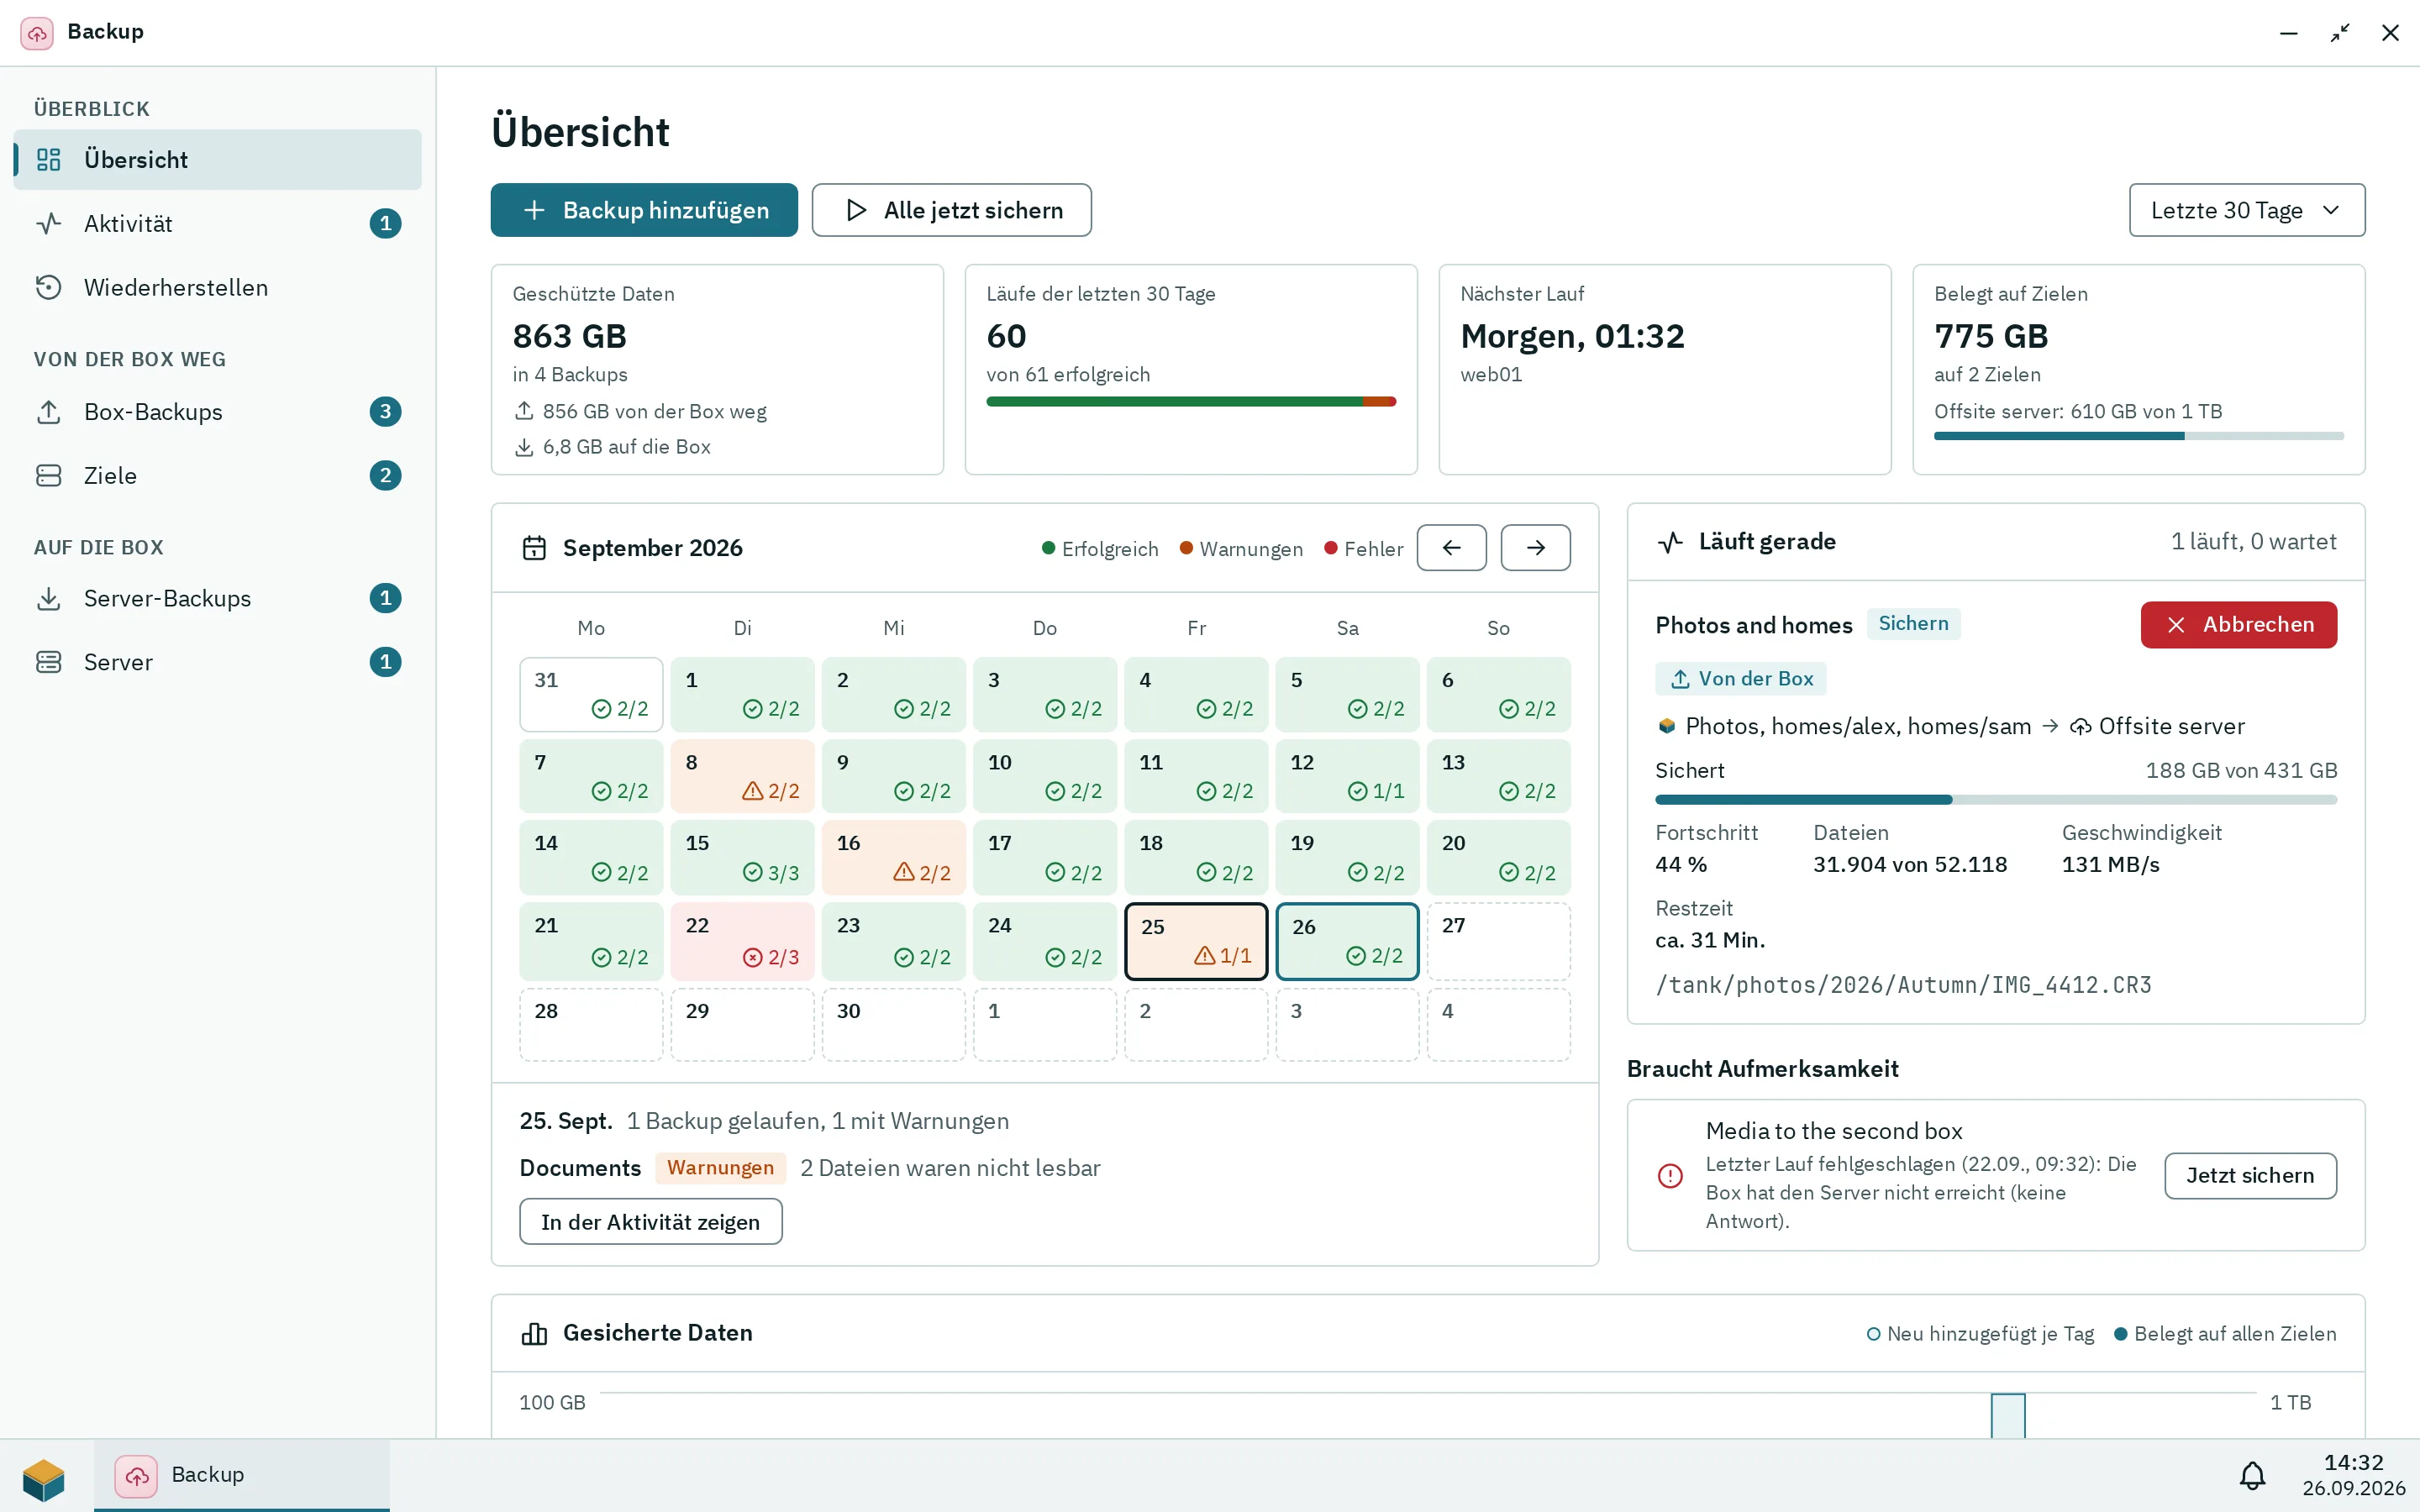 Backup
ÜBERBLICK
Übersicht
Aktivität 1
Wiederherstellen
VON DER BOX WEG
Box-Backups 3
Ziele 2
AUF DIE BOX
Server-Backups 1
Server 1
Übersicht
Backup hinzufügen
Alle jetzt sichern
Letzte 30 Tage
Geschützte Daten
863 GB
in 4 Backups
856 GB von der Box weg
6,8 GB auf die Box
Läufe der letzten 30 Tage
60
von 61 erfolgreich
Nächster Lauf
Morgen, 01:32
web01
Belegt auf Zielen
775 GB
auf 2 Zielen
Offsite server: 610 GB von 1 TB
September 2026
Erfolgreich Warnungen Fehler
Mo Di Mi Do Fr Sa So
31 1 2 3 4 5 6
2/2 2/2 2/2 2/2 2/2 2/2 2/2
7 8 9 10 11 12 13
2/2 2/2 2/2 2/2 2/2 1/1 2/2
14 15 16 17 18 19 20
2/2 3/3 2/2 2/2 2/2 2/2 2/2
21 22 23 24 25 26 27
2/2 2/3 2/2 2/2 1/1 2/2
28 29 30 1 2 3 4
25. Sept. 1 Backup gelaufen, 1 mit Warnungen
Documents Warnungen 2 Dateien waren nicht lesbar
In der Aktivität zeigen
Läuft gerade 1 läuft, 0 wartet
Photos and homes Sichern Abbrechen
Von der Box
Photos, homes/alex, homes/sam → Offsite server
Sichert 188 GB von 431 GB
Fortschritt Dateien Geschwindigkeit
44 % 31.904 von 52.118 131 MB/s
Restzeit
ca. 31 Min.
/tank/photos/2026/Autumn/IMG_4412.CR3
Braucht Aufmerksamkeit
Media to the second box
Letzter Lauf fehlgeschlagen (22.09., 09:32): Die
Box hat den Server nicht erreicht (keine
Antwort).
Jetzt sichern
Gesicherte Daten
Neu hinzugefügt je Tag Belegt auf allen Zielen
100 GB 1 TB
Backup
14:32
26.09.2026